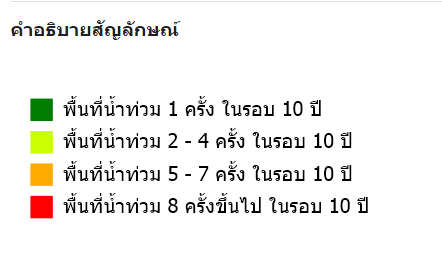 คำอธิบายสัญลักษณ์
พื้นที่น้ำท่วม 1 ครั้ง ในรอบ 10 ปี
พื้นที่น้ำท่วม 2 - 4 ครั้ง ในรอบ 10 ปี
พื้นที่น้ำท่วม 5 - 7 ครั้ง ในรอบ 10 ปี
พื้นที่น้ำท่วม 8 ครั้งขึ้นไป ในรอบ 10 ปี